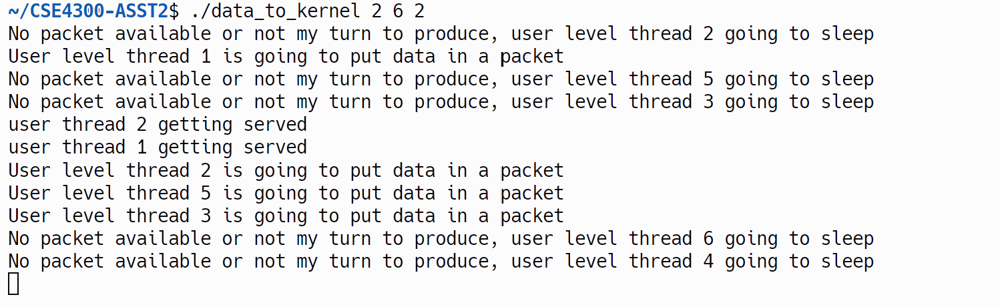 ~/CSE4300-ASST2$ ./data_to_kernel 2 6 2
No packet available or not my turn to produce, user level thread 2 going to sleep
User level thread 1 is going to put data in a packet
No packet available or not my turn to produce, user level thread 5 going to sleep
No packet available or not my turn to produce, user level thread 3 going to sleep
user thread 2 getting served
user thread 1 getting served
User level thread 2 is going to put data in a packet
User level thread 5 is going to put data in a packet
User level thread 3 is going to put data in a packet
No packet available or not my turn to produce, user level thread 6 going to sleep
No packet available or not my turn to produce, user level thread 4 going to sleep